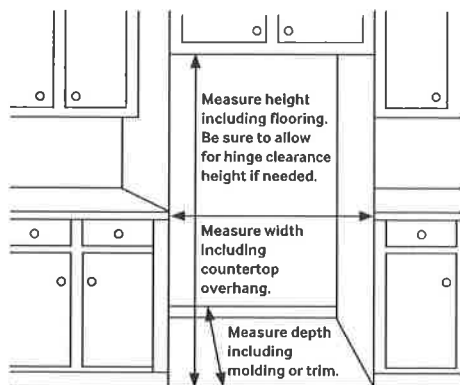 Measure height
including flooring.
Be sure to allow
for hinge clearance
height if needed.
Measure width
including
countertop
overhang.
Measure depth
including
molding or trim.